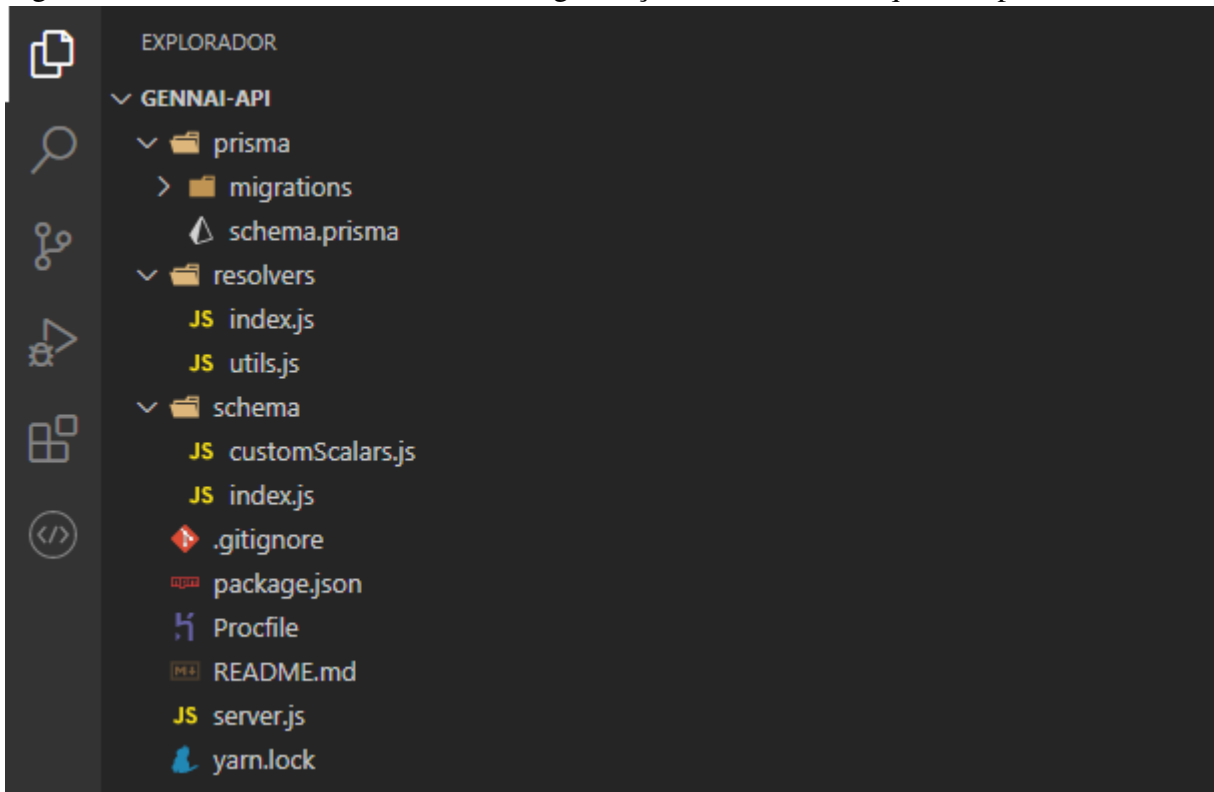 EXPLORADOR
GENNAI-API
prisma
migrations
schema.prisma
resolvers
JS index.js
JS utils.js
schema
JS customScalars.js
JS index.js
.gitignore
npm package.json
Procfile
M↓ README.md
JS server.js
yarn.lock